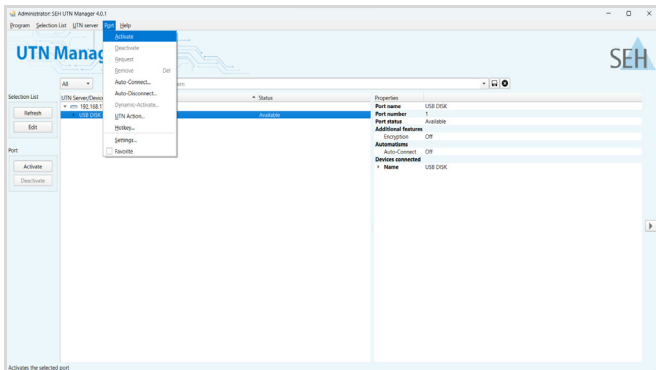 Administrator: SEH UTN Manager 4.0.1
Program Selection List UTN server Port Help
UTN Manag
SEH
Activate
Deactivate
Request
Remove Del
Auto-Connect...
Auto-Disconnect...
Dynamic-Activate...
UTN Action...
Hotkey...
Settings...
Favorite
All
Selection List
Refresh
Edit
Port
Activate
Deactivate
UTN Server/Device Status
192.168.1
USB DISK Available
Properties
Port name USB DISK
Port number 1
Port status Available
Additional features
Encryption Off
Automatisms
Auto-Connect Off
Devices connected
Name USB DISK
Activates the selected port